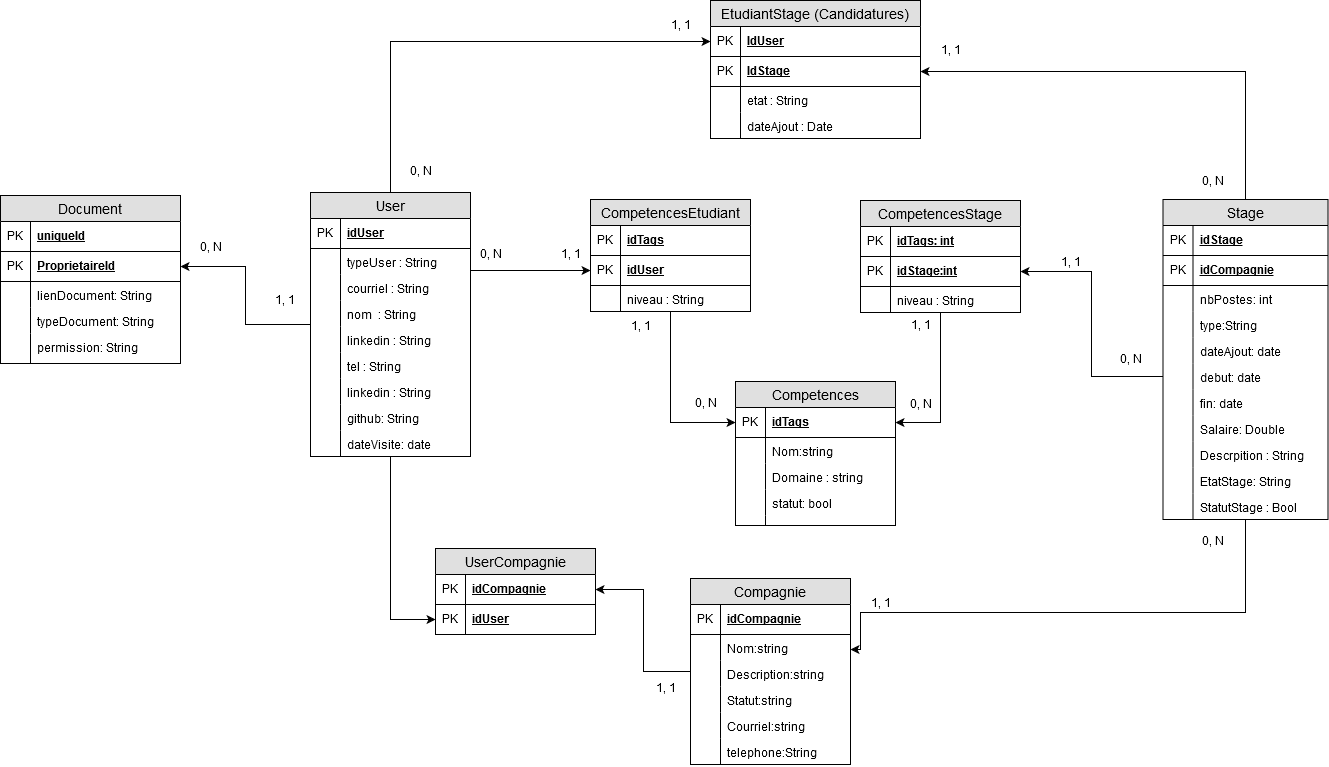 EtudiantStage (Candidatures)
PK IdUser
PK IdStage
etat : String
dateAjout : Date
1, 1
1, 1
0, N
0, N
Document
PK uniqueId
PK ProprietaireId
lienDocument: String
typeDocument: String
permission: String
0, N
1, 1
User
PK idUser
typeUser : String
courriel : String
nom : String
linkedin : String
tel : String
linkedin : String
github: String
dateVisite: date
0, N
1, 1
CompetencesEtudiant
PK idTags
PK idUser
niveau : String
1, 1
CompetencesStage
PK idTags: int
PK idStage:int
niveau : String
1, 1
1, 1
0, N
Stage
PK idStage
PK idCompagnie
nbPostes: int
type:String
dateAjout: date
debut: date
fin: date
Salaire: Double
Descrpition : String
EtatStage: String
StatutStage : Bool
0, N
0, N
0, N
Competences
PK idTags
Nom:string
Domaine : string
statut: bool
UserCompagnie
PK idCompagnie
PK idUser
1, 1
Compagnie
PK idCompagnie
Nom:string
Description:string
Statut:string
Courriel:string
telephone:String
1, 1